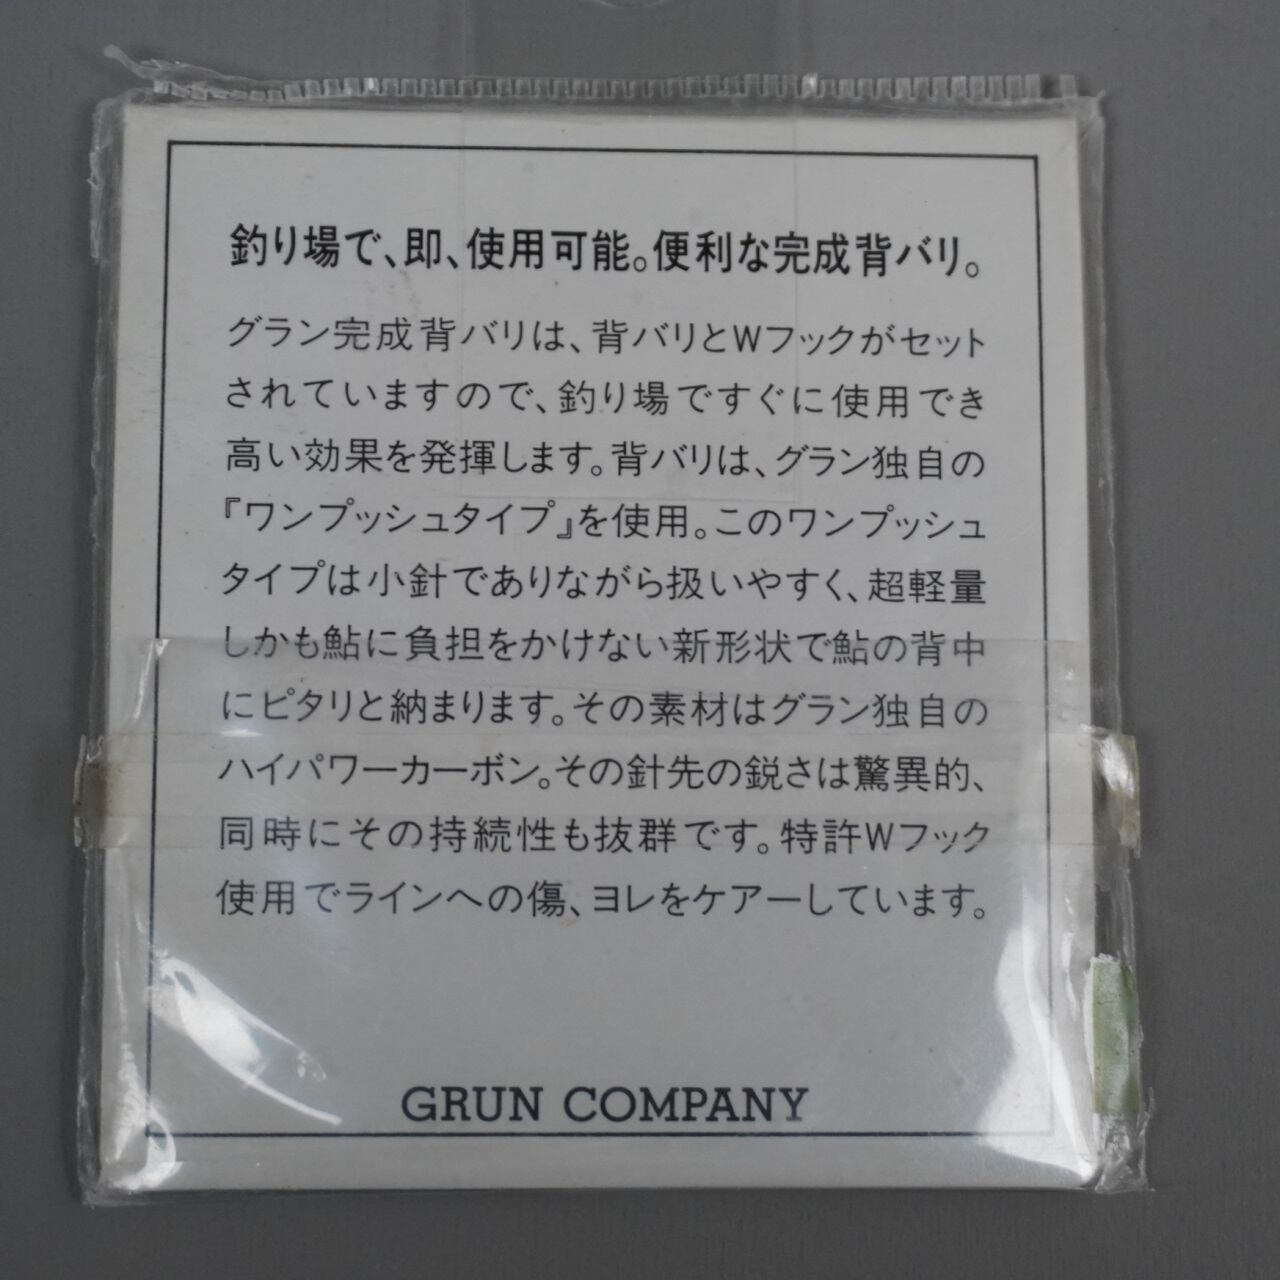 釣り場で、即、使用可能。便利な完成背バリ。
グラン完成背バリは、背バリとWフックがセット
されていますので、釣り場ですぐに使用でき
高い効果を発揮します。背バリは、グラン独自の
『ワンプッシュタイプ』を使用。このワンプッシュ
タイプは小針でありながら扱いやすく、超軽量
しかも鮎に負担をかけない新形状で鮎の背中
にピタリと納まります。その素材はグラン独自の
ハイパワーカーボン。その針先の鋭さは驚異的、
同時にその持続性も抜群です。特許Wフック
使用でラインへの傷、ヨレをケアーしています。
GRUN COMPANY